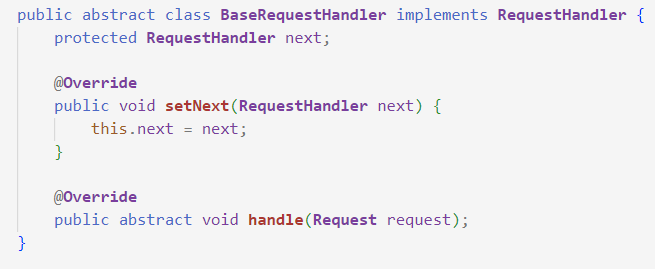 public abstract class BaseRequestHandler implements RequestHandler {
    protected RequestHandler next;

    @Override
    public void setNext(RequestHandler next) {
        this.next = next;
    }

    @Override
    public abstract void handle(Request request);
}